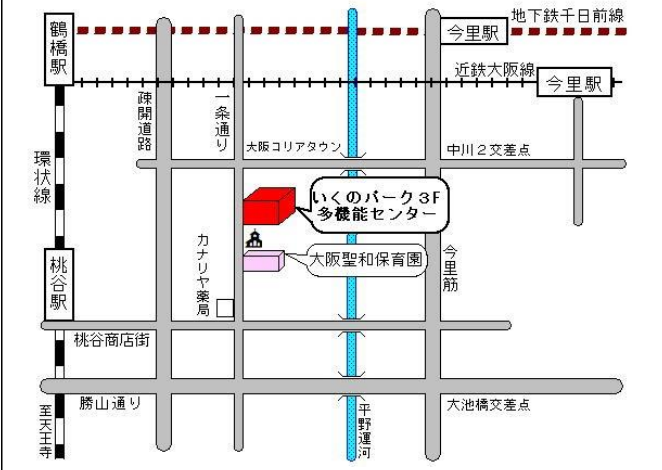 地下鉄千日前線
鶴橋駅
今里駅
近鉄大阪線
今里駅
疎開道路
一条通り
大阪コリアタウン
中川2交差点
環状線
いくのパーク3F
多機能センター
カナリヤ薬局
大阪聖和保育園
今里筋
桃谷駅
桃谷商店街
勝山通り
大池橋交差点
至天王寺
平野運河